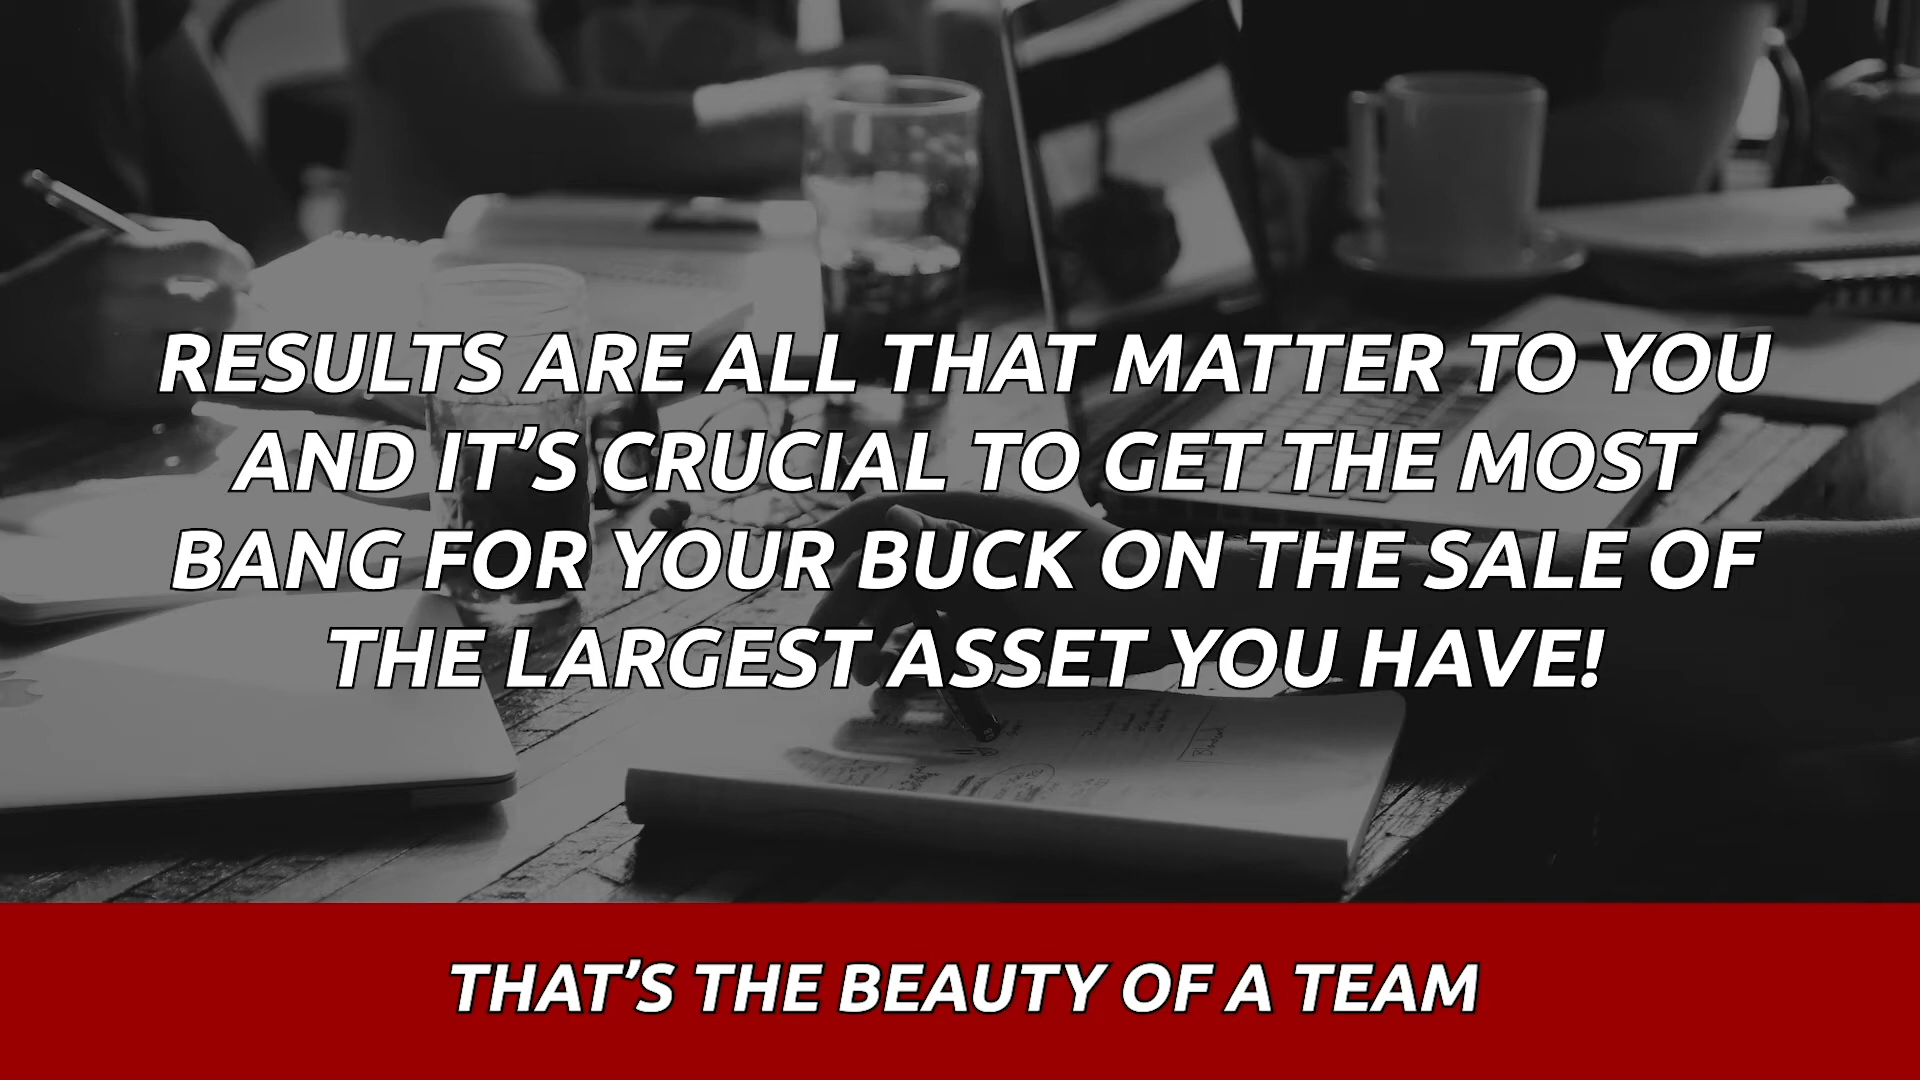 RESULTS ARE ALL THAT MATTER TO YOU
AND IT’S CRUCIAL TO GET THE MOST
BANG FOR YOUR BUCK ON THE SALE OF
THE LARGEST ASSET YOU HAVE!
THAT’S THE BEAUTY OF A TEAM